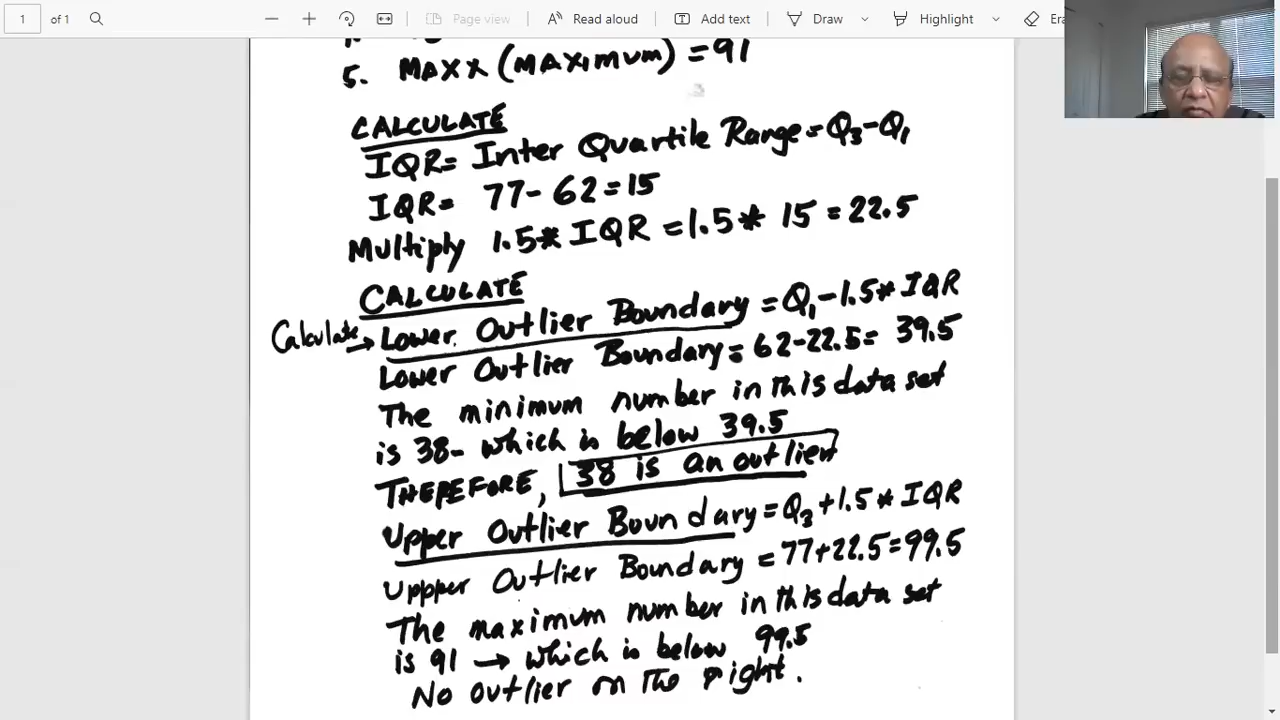 1 of 1 Page view Read aloud Add text Draw Highlight
5. MAXX (MAXIMUM) = 91
CALCULATE
IQR= Inter Quartile Range= Q3-Q1
IQR= 77- 62=15
Multiply 1.5* IQR =1.5* 15 = 22.5
CALCULATE
Calculate → Lower Outlier Boundary = Q1-1.5* IQR
Lower Outlier Boundary= 62-22.5= 39.5
The minimum number in this data set
is 38- which is below 39.5
THEREFORE, 38 is an outlier
Upper Outlier Boundary = Q3+1.5* IQR
Uppper Outlier Boundary = 77+22.5=99.5
The maximum number in this data set
is 91 → which is below 99.5
No outlier on the right.